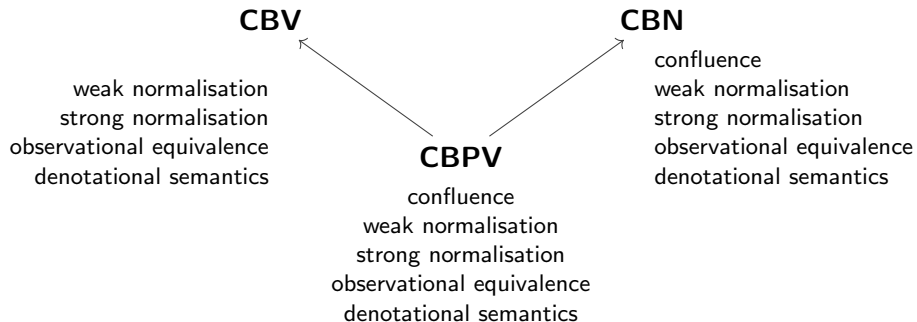 CBV
weak normalisation
strong normalisation
observational equivalence
denotational semantics
CBN
confluence
weak normalisation
strong normalisation
observational equivalence
denotational semantics
CBPV
confluence
weak normalisation
strong normalisation
observational equivalence
denotational semantics